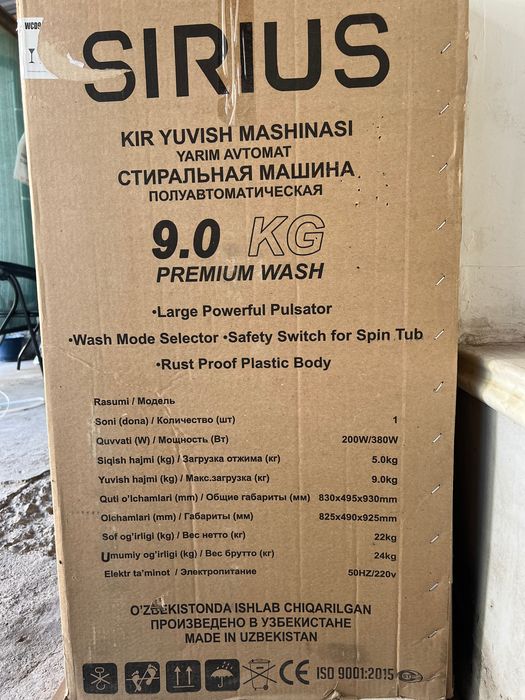 WC09
SIRIUS
KIR YUVISH MASHINASI
YARIM AVTOMAT
СТИРАЛЬНАЯ МАШИНА
ПОЛУАВТОМАТИЧЕСКАЯ
9.0 KG
PREMIUM WASH
•Large Powerful Pulsator
•Wash Mode Selector •Safety Switch for Spin Tub
•Rust Proof Plastic Body
Rasumi / Модель
Soni (dona) / Количество (шт) 1
Quvvati (W) / Мощность (Вт) 200W/380W
Siqish hajmi (kg) / Загрузка отжима (кг) 5.0kg
Yuvish hajmi (kg) / Макс.загрузка (кг) 9.0kg
Quti o'lchamlari (mm) / Общие габариты (мм) 830x495x930mm
Olchamlari (mm) / Габариты (мм) 825x490x925mm
Sof og'irligi (kg) / Вес нетто (кг) 22kg
Umumiy og'irligi (kg) / Вес брутто (кг) 24kg
Elektr ta'minot / Электропитание 50HZ/220v
O'ZBEKISTONDA ISHLAB CHIQARILGAN
ПРОИЗВЕДЕНО В УЗБЕКИСТАНЕ
MADE IN UZBEKISTAN
CE ISO 9001:2015